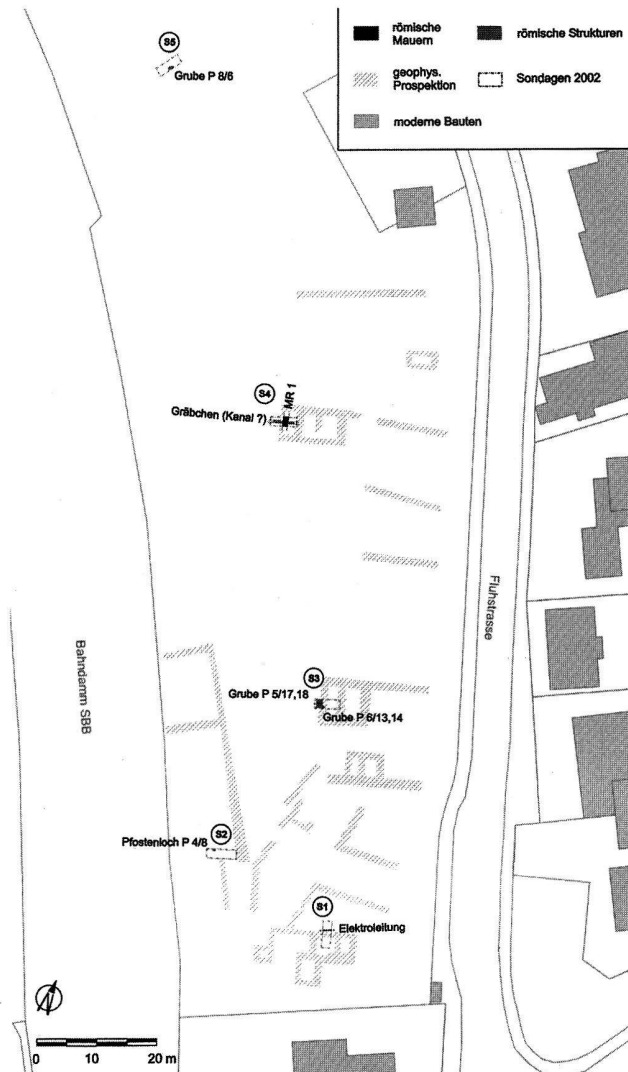 römische
Mauern
römische Strukturen
geophys.
Prospektion
Sondagen 2002
moderne Bauten
S5
Grube P 8/6
S4
MR 1
Gräbchen (Kanal ?)
Fluhstrasse
Bahndamm SBB
S3
Grube P 5/17,18
Grube P 6/13,14
S2
Pfostenloch P 4/8
S1
Elektroleitung
0 10 20 m